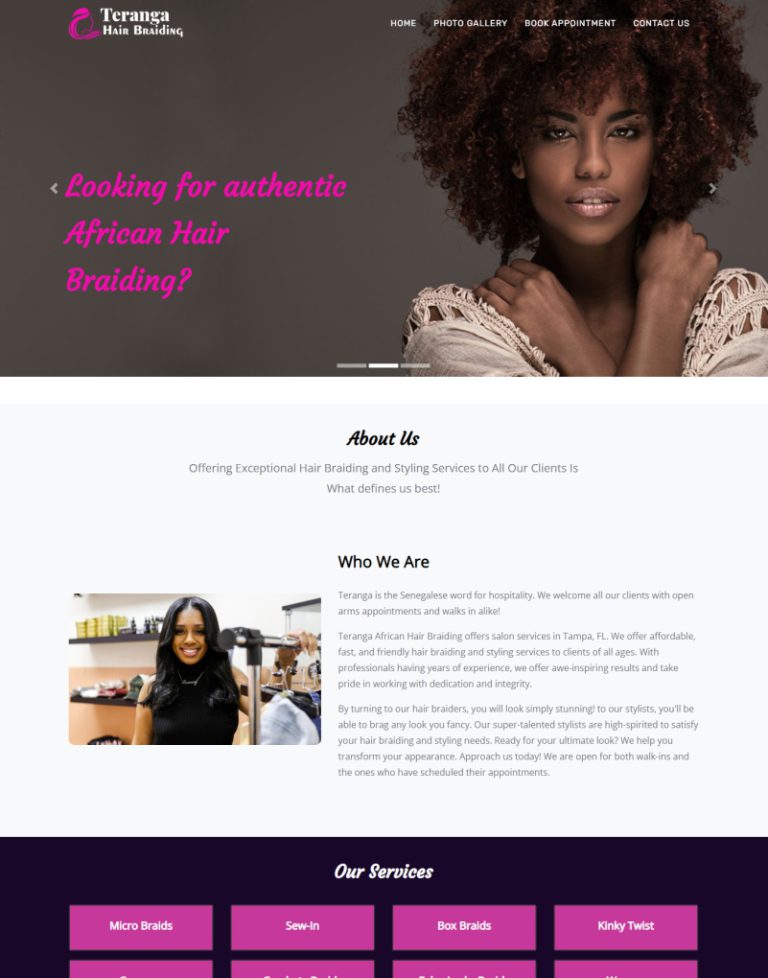 Teranga
Hair Braiding
HOME PHOTO GALLERY BOOK APPOINTMENT CONTACT US
Looking for authentic
African Hair
Braiding?
About Us
Offering Exceptional Hair Braiding and Styling Services to All Our Clients Is
What defines us best!
Who We Are
Teranga is the Senegalese word for hospitality. We welcome all our clients with open
arms appointments and walks in alike!
Teranga African Hair Braiding offers salon services in Tampa, FL. We offer affordable,
fast, and friendly hair braiding and styling services to clients of all ages. With
professionals having years of experience, we offer awe-inspiring results and take
pride in working with dedication and integrity.
By turning to our hair braiders, you will look simply stunning! to our stylists, you'll be
able to brag any look you fancy. Our super-talented stylists are high-spirited to satisfy
your hair braiding and styling needs. Ready for your ultimate look? We help you
transform your appearance. Approach us today! We are open for both walk-ins and
the ones who have scheduled their appointments.
Our Services
Micro Braids Sew-In Box Braids Kinky Twist